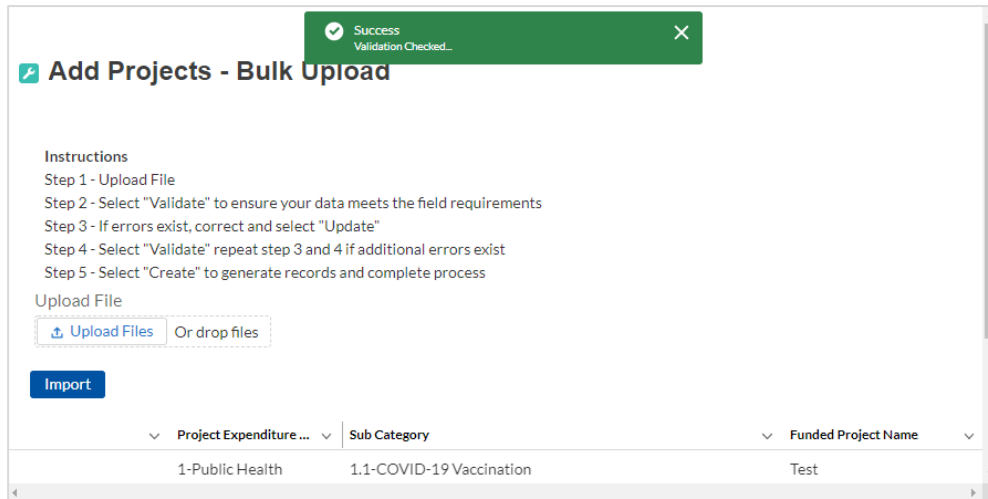 Success
Validation Checked...
Add Projects - Bulk Upload
Instructions
Step 1 - Upload File
Step 2 - Select "Validate" to ensure your data meets the field requirements
Step 3 - If errors exist, correct and select "Update"
Step 4 - Select "Validate" repeat step 3 and 4 if additional errors exist
Step 5 - Select "Create" to generate records and complete process
Upload File
Upload Files Or drop files
Import
Project Expenditure ... Sub Category Funded Project Name
1-Public Health 1.1-COVID-19 Vaccination Test